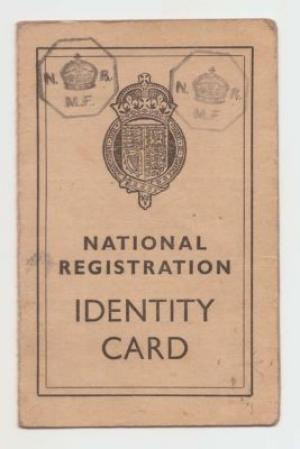 N. R.
M.F.
N. R.
M.F.
NATIONAL
REGISTRATION
IDENTITY
CARD